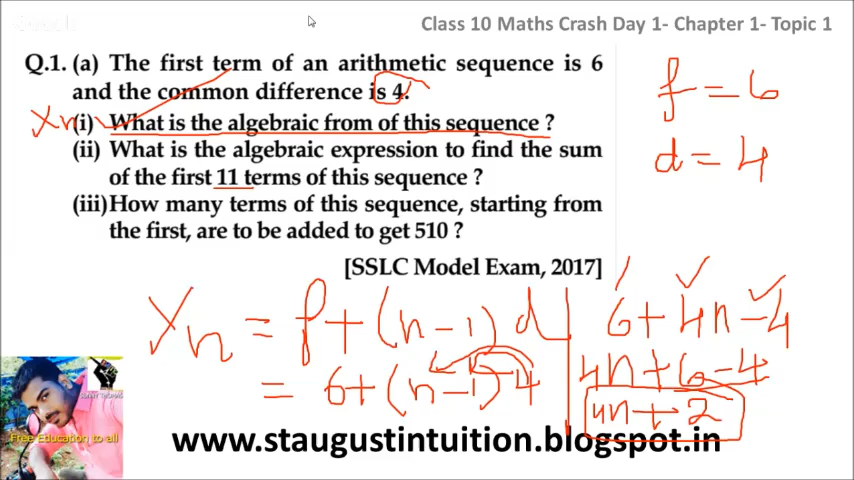 Class 10 Maths Crash Day 1- Chapter 1- Topic 1
Q.1. (a) The first term of an arithmetic sequence is 6
and the common difference is 4.
Xn (i) What is the algebraic from of this sequence ?
(ii) What is the algebraic expression to find the sum
of the first 11 terms of this sequence ?
(iii) How many terms of this sequence, starting from
the first, are to be added to get 510 ?
[SSLC Model Exam, 2017]
f = 6
d = 4
Xn = f + (n - 1) d
= 6 + (n - 1) 4
6 + 4n - 4
4n + 6 - 4
4n + 2
Free Education to all
www.staugustintuition.blogspot.in